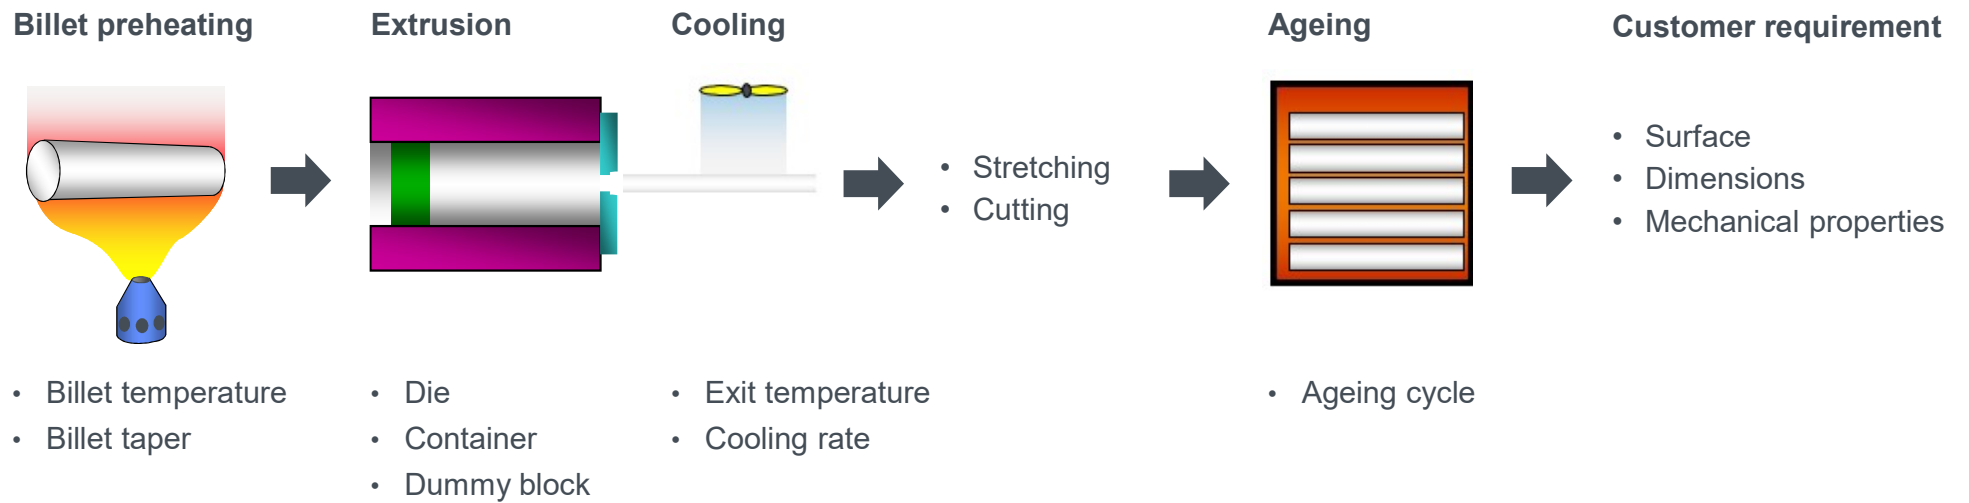 Billet preheating
Extrusion
Cooling
Ageing
Customer requirement
• Stretching
• Cutting
• Surface
• Dimensions
• Mechanical properties
• Billet temperature
• Billet taper
• Die
• Container
• Dummy block
• Exit temperature
• Cooling rate
• Ageing cycle